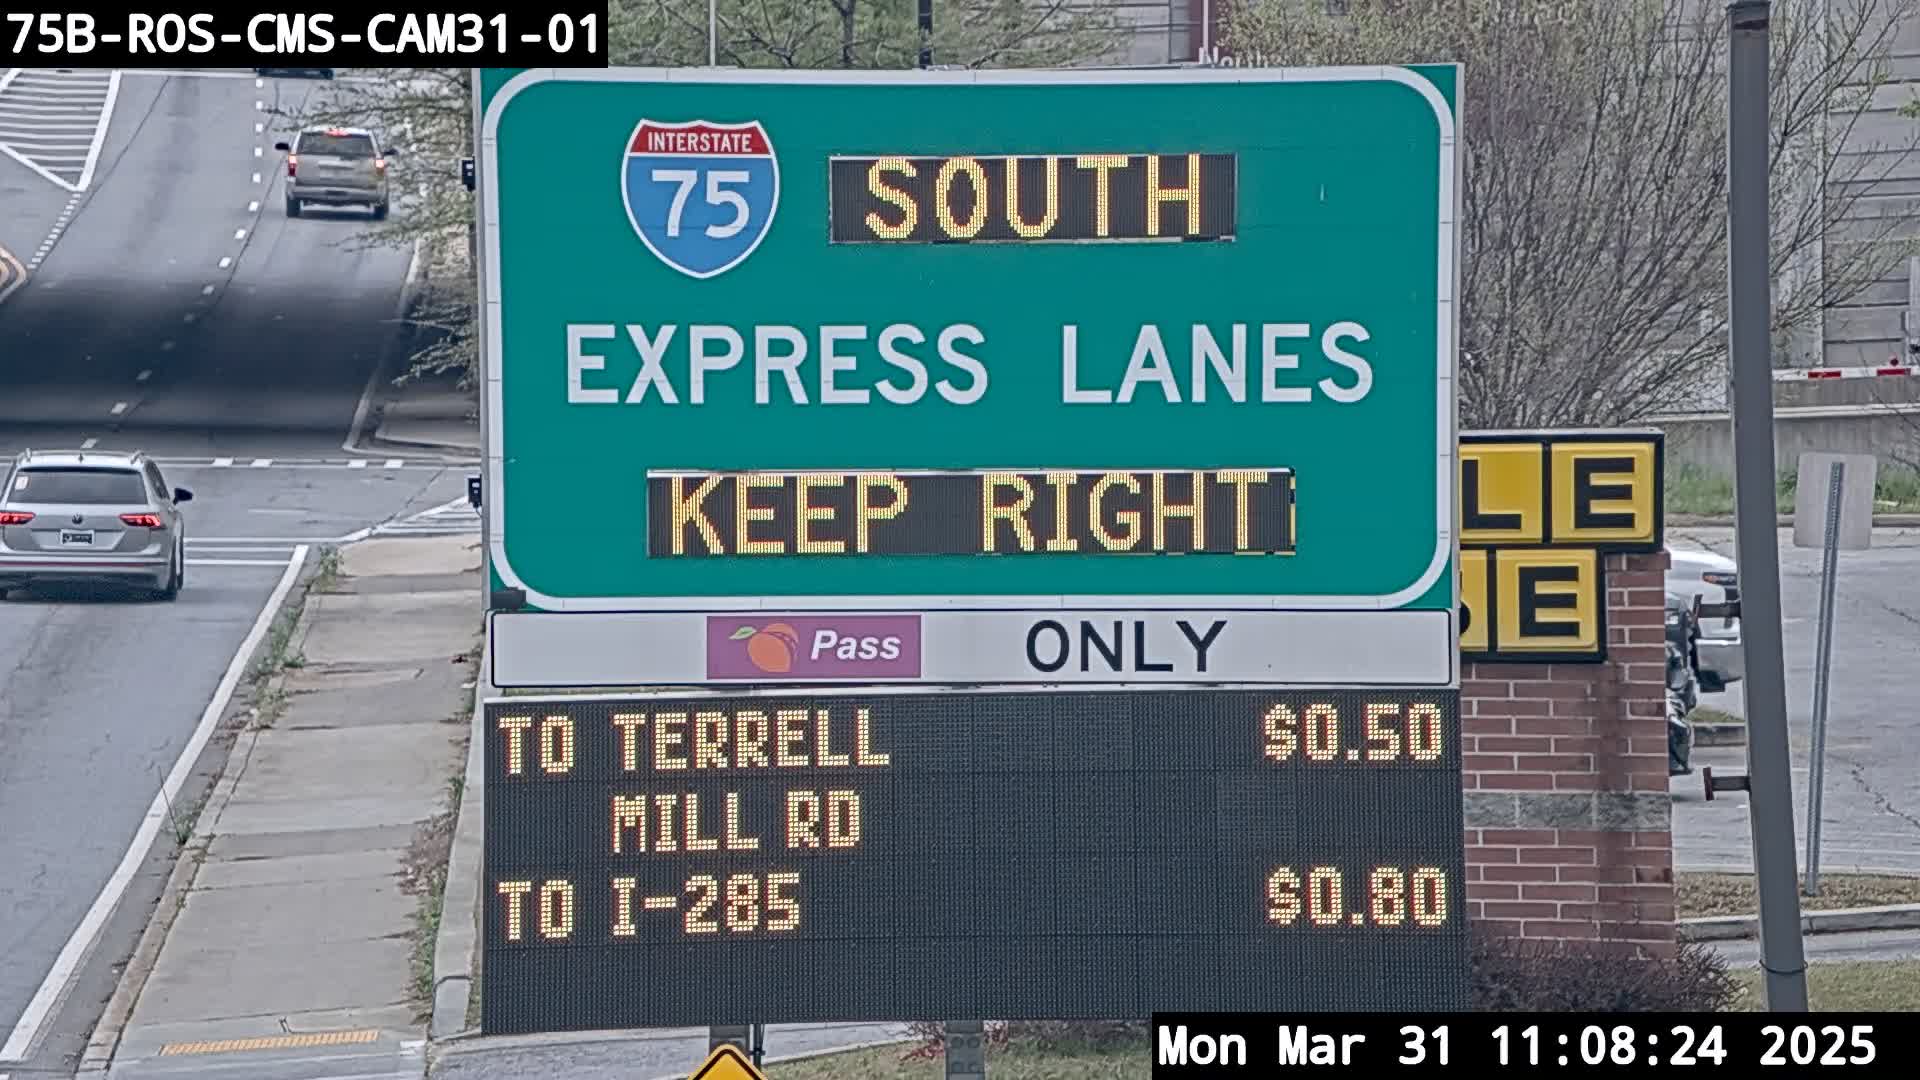 75B-ROS-CMS-CAM31-01
INTERSTATE
75
SOUTH
EXPRESS LANES
KEEP RIGHT
Pass ONLY
TO TERRELL $0.50
MILL RD
TO I-285 $0.80
LE
E
Mon Mar 31 11:08:24 2025